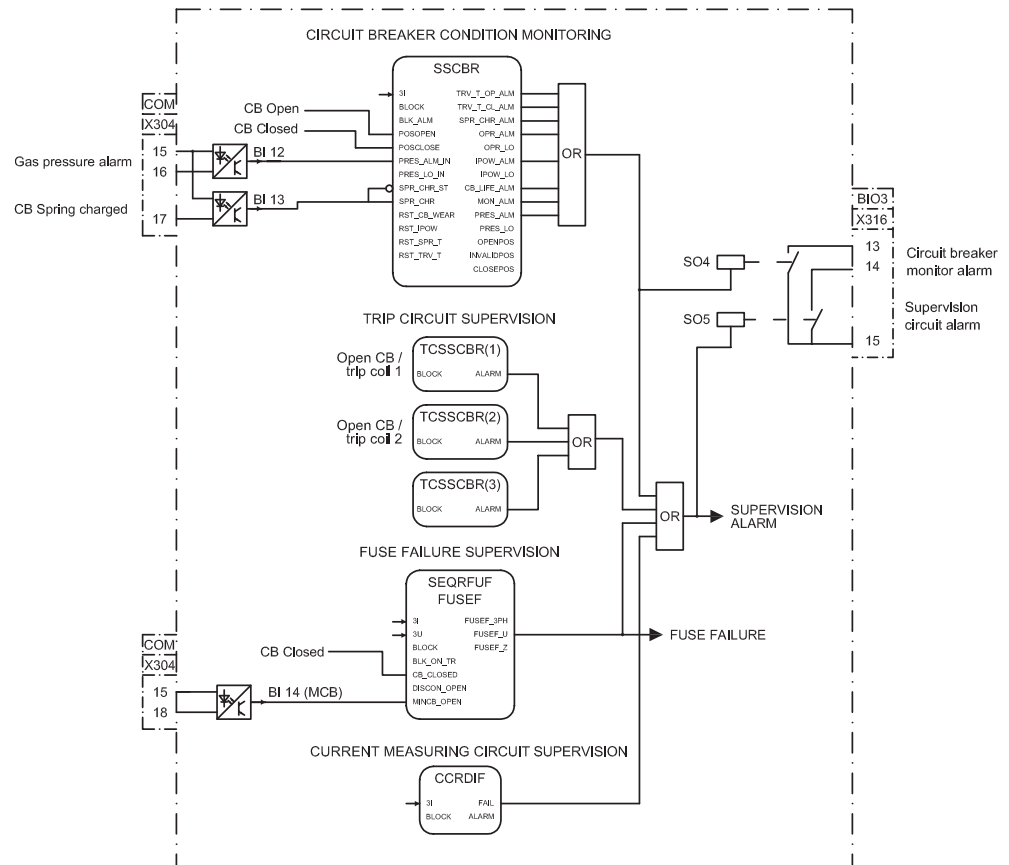 CIRCUIT BREAKER CONDITION MONITORING
SSCBR
3I
BLOCK
BLK_ALM
POSOPEN
POSCLOSE
PRES_ALM_IN
PRES_LO_IN
SPR_CHR_ST
SPR_CHR
RST_CB_WEAR
RST_IPOW
RST_SPR_T
RST_TRV_T
TRV_T_OP_ALM
TRV_T_CL_ALM
SPR_CHR_ALM
OPR_ALM
OPR_LO
IPOW_ALM
IPOW_LO
CB_LIFE_ALM
MON_ALM
PRES_ALM
PRES_LO
OPENPOS
INVALIDPOS
CLOSEPOS
OR
CB Open
CB Closed
COM
X304
15
16
17
Gas pressure alarm
CB Spring charged
BI 12
BI 13
BIO3
X316
13
14
15
Circuit breaker
monitor alarm
Supervision
circuit alarm
SO4
SO5
TRIP CIRCUIT SUPERVISION
Open CB /
trip coil 1
TCSSCBR(1)
BLOCK ALARM
Open CB /
trip coil 2
TCSSCBR(2)
BLOCK ALARM
TCSSCBR(3)
BLOCK ALARM
OR
OR
SUPERVISION
ALARM
FUSE FAILURE SUPERVISION
SEQRFUF
FUSEF
3I
3U
BLOCK
BLK_ON_TR
CB_CLOSED
DISCON_OPEN
MINCB_OPEN
FUSEF_3PH
FUSEF_U
FUSEF_Z
FUSE FAILURE
CB Closed
COM
X304
15
18
BI 14 (MCB)
CURRENT MEASURING CIRCUIT SUPERVISION
CCRDIF
3I FAIL
BLOCK ALARM